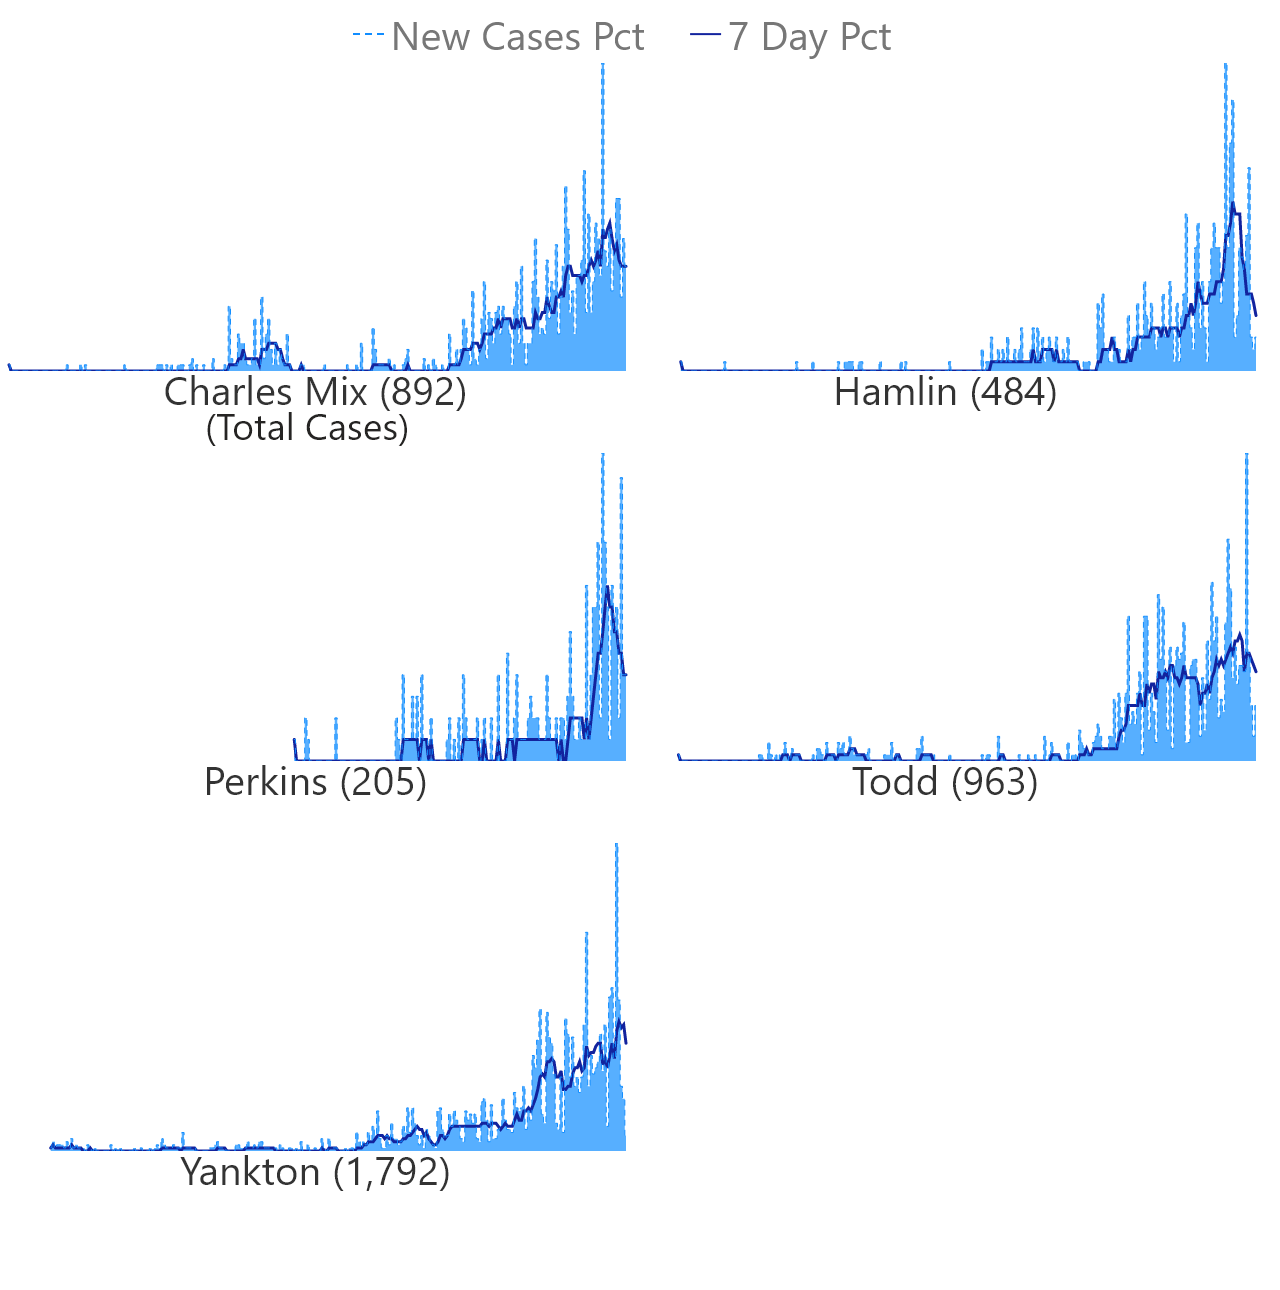 New Cases Pct 7 Day Pct
Charles Mix (892) Hamlin (484)
(Total Cases)
Perkins (205) Todd (963)
Yankton (1,792)